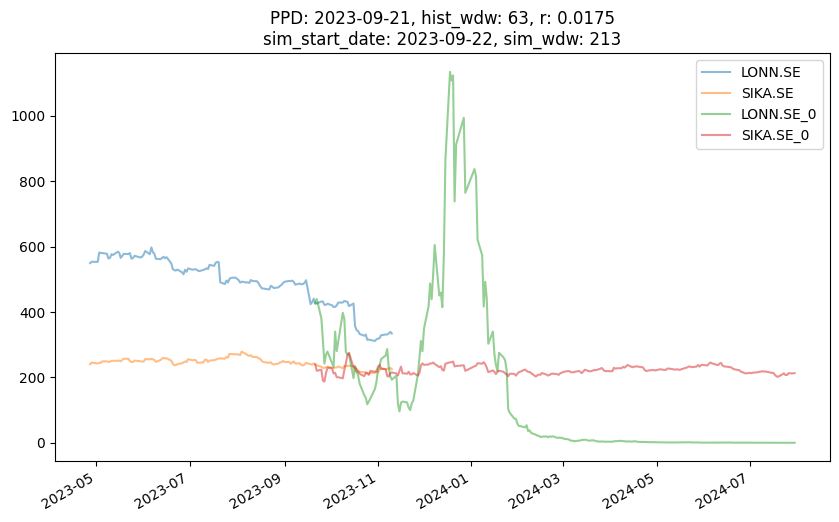 PPD: 2023-09-21, hist_wdw: 63, r: 0.0175
sim_start_date: 2023-09-22, sim_wdw: 213
LONN.SE
SIKA.SE
LONN.SE_0
SIKA.SE_0
1000
800
600
400
200
0
2023-05
2023-07
2023-09
2023-11
2024-01
2024-03
2024-05
2024-07